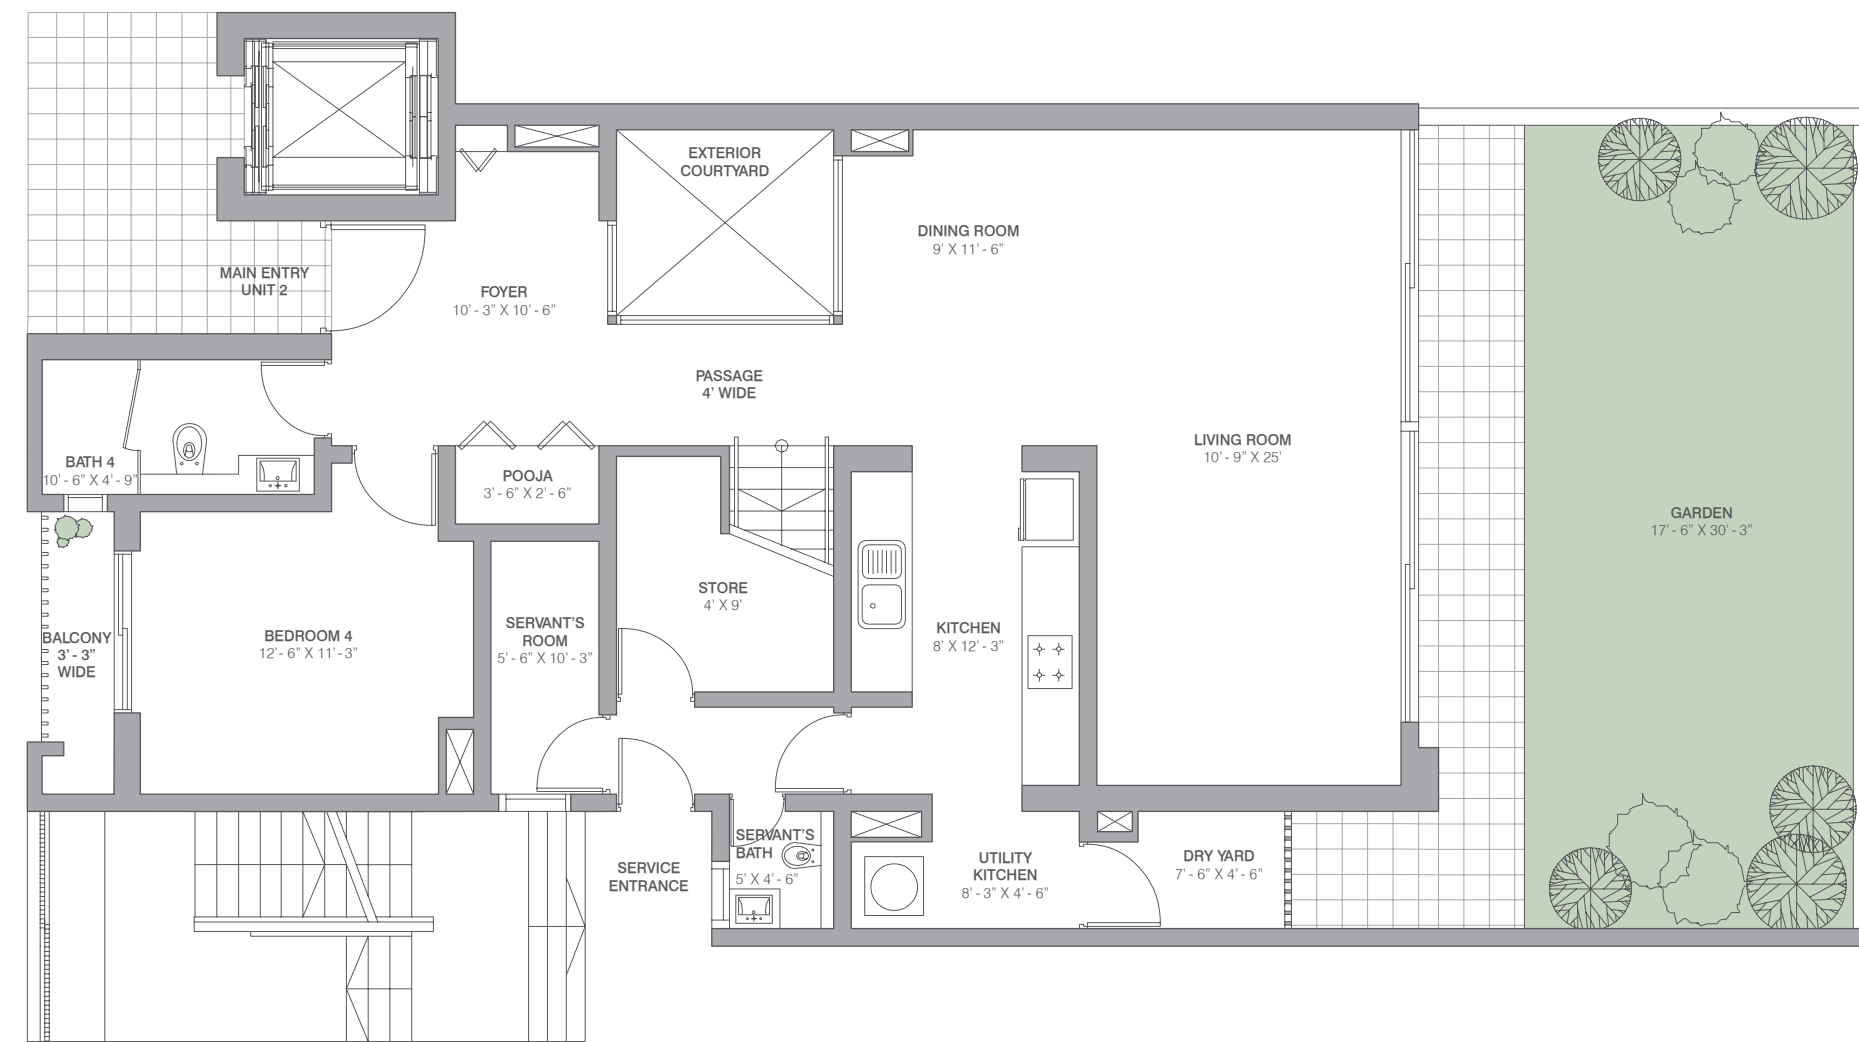 EXTERIOR
COURTYARD
DINING ROOM
9' X 11' - 6"
MAIN ENTRY
UNIT 2
FOYER
10' - 3" X 10' - 6"
PASSAGE
4' WIDE
LIVING ROOM
10' - 9" X 25'
BATH 4
10' - 6" X 4' - 9"
POOJA
3' - 6" X 2' - 6"
GARDEN
17' - 6" X 30' - 3"
STORE
4' X 9'
BALCONY
3' - 3"
WIDE
BEDROOM 4
12' - 6" X 11' - 3"
SERVANT'S
ROOM
5' - 6" X 10' - 3"
KITCHEN
8' X 12' - 3"
SERVICE
ENTRANCE
SERVANT'S
BATH
5' X 4' - 6"
UTILITY
KITCHEN
8' - 3" X 4' - 6"
DRY YARD
7' - 6" X 4' - 6"